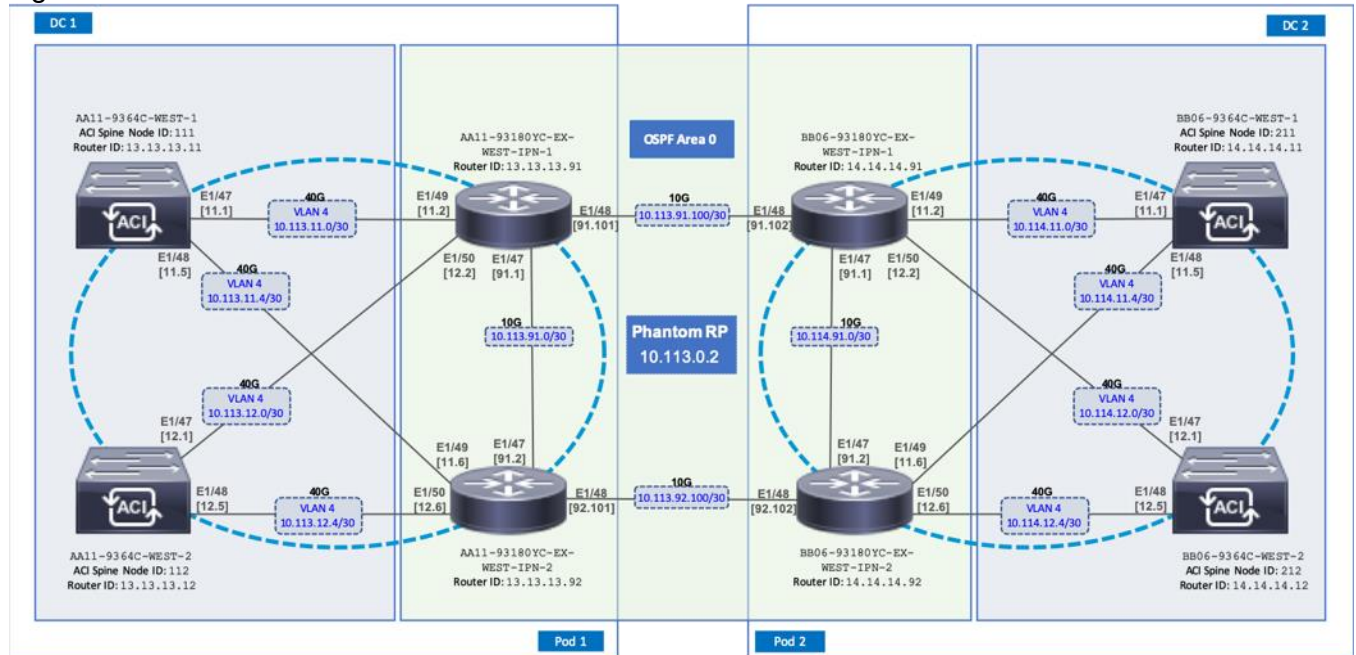 DC 1
DC 2
AA11-9364C-WEST-1
ACI Spine Node ID: 111
Router ID: 13.13.13.11
AA11-93180YC-EX-
WEST-IPN-1
Router ID: 13.13.13.91
OSPF Area 0
BB06-93180YC-EX-
WEST-IPN-1
Router ID: 14.14.14.91
BB06-9364C-WEST-1
ACI Spine Node ID: 211
Router ID: 14.14.14.11
ACI
E1/47
[11.1]
40G
VLAN 4
10.113.11.0/30
E1/49
[11.2]
E1/48
[91.101]
10G
10.113.91.100/30
E1/48
[91.102]
E1/49
[11.2]
40G
VLAN 4
10.114.11.0/30
E1/47
[11.1]
ACI
E1/48
[11.5]
40G
VLAN 4
10.113.11.4/30
E1/50
[12.2]
E1/47
[91.1]
E1/47
[91.1]
E1/50
[12.2]
40G
VLAN 4
10.114.11.4/30
E1/48
[11.5]
10G
10.113.91.0/30
Phantom RP
10.113.0.2
10G
10.114.91.0/30
40G
VLAN 4
10.113.12.0/30
40G
VLAN 4
10.114.12.0/30
E1/47
[12.1]
E1/49
[11.6]
E1/47
[91.2]
E1/47
[91.2]
E1/49
[11.6]
E1/47
[12.1]
ACI
E1/48
[12.5]
40G
VLAN 4
10.113.12.4/30
E1/50
[12.6]
E1/48
[92.101]
10G
10.113.92.100/30
E1/48
[92.102]
E1/50
[12.6]
40G
VLAN 4
10.114.12.4/30
E1/48
[12.5]
ACI
AA11-9364C-WEST-2
ACI Spine Node ID: 112
Router ID: 13.13.13.12
AA11-93180YC-EX-
WEST-IPN-2
Router ID: 13.13.13.92
BB06-93180YC-EX-
WEST-IPN-2
Router ID: 14.14.14.92
BB06-9364C-WEST-2
ACI Spine Node ID: 212
Router ID: 14.14.14.12
Pod 1
Pod 2